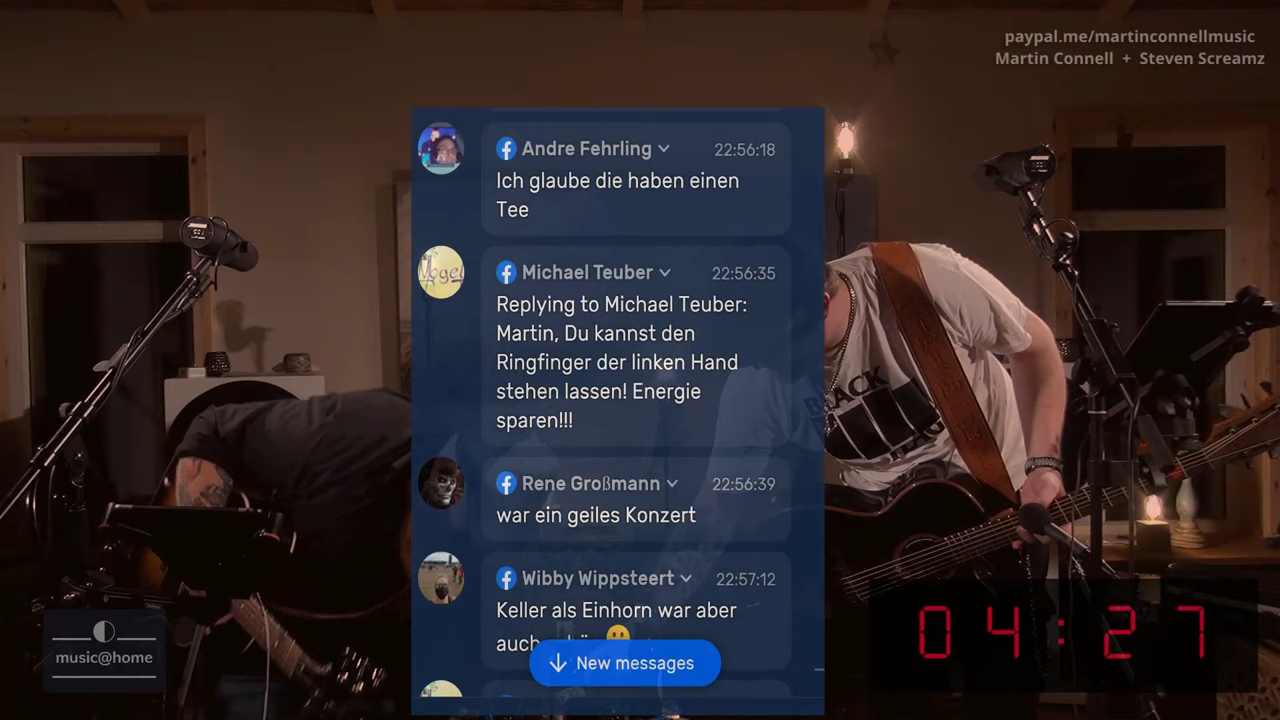 paypal.me/martinconnellmusic
Martin Connell + Steven Screamz
Andre Fehrling 22:56:18
Ich glaube die haben einen
Tee
Michael Teuber 22:56:35
Replying to Michael Teuber:
Martin, Du kannst den
Ringfinger der linken Hand
stehen lassen! Energie
sparen!!!
Rene Großmann 22:56:39
war ein geiles Konzert
Wibby Wippsteert 22:57:12
Keller als Einhorn war aber
auch
New messages
music@home
04:27
BLACK